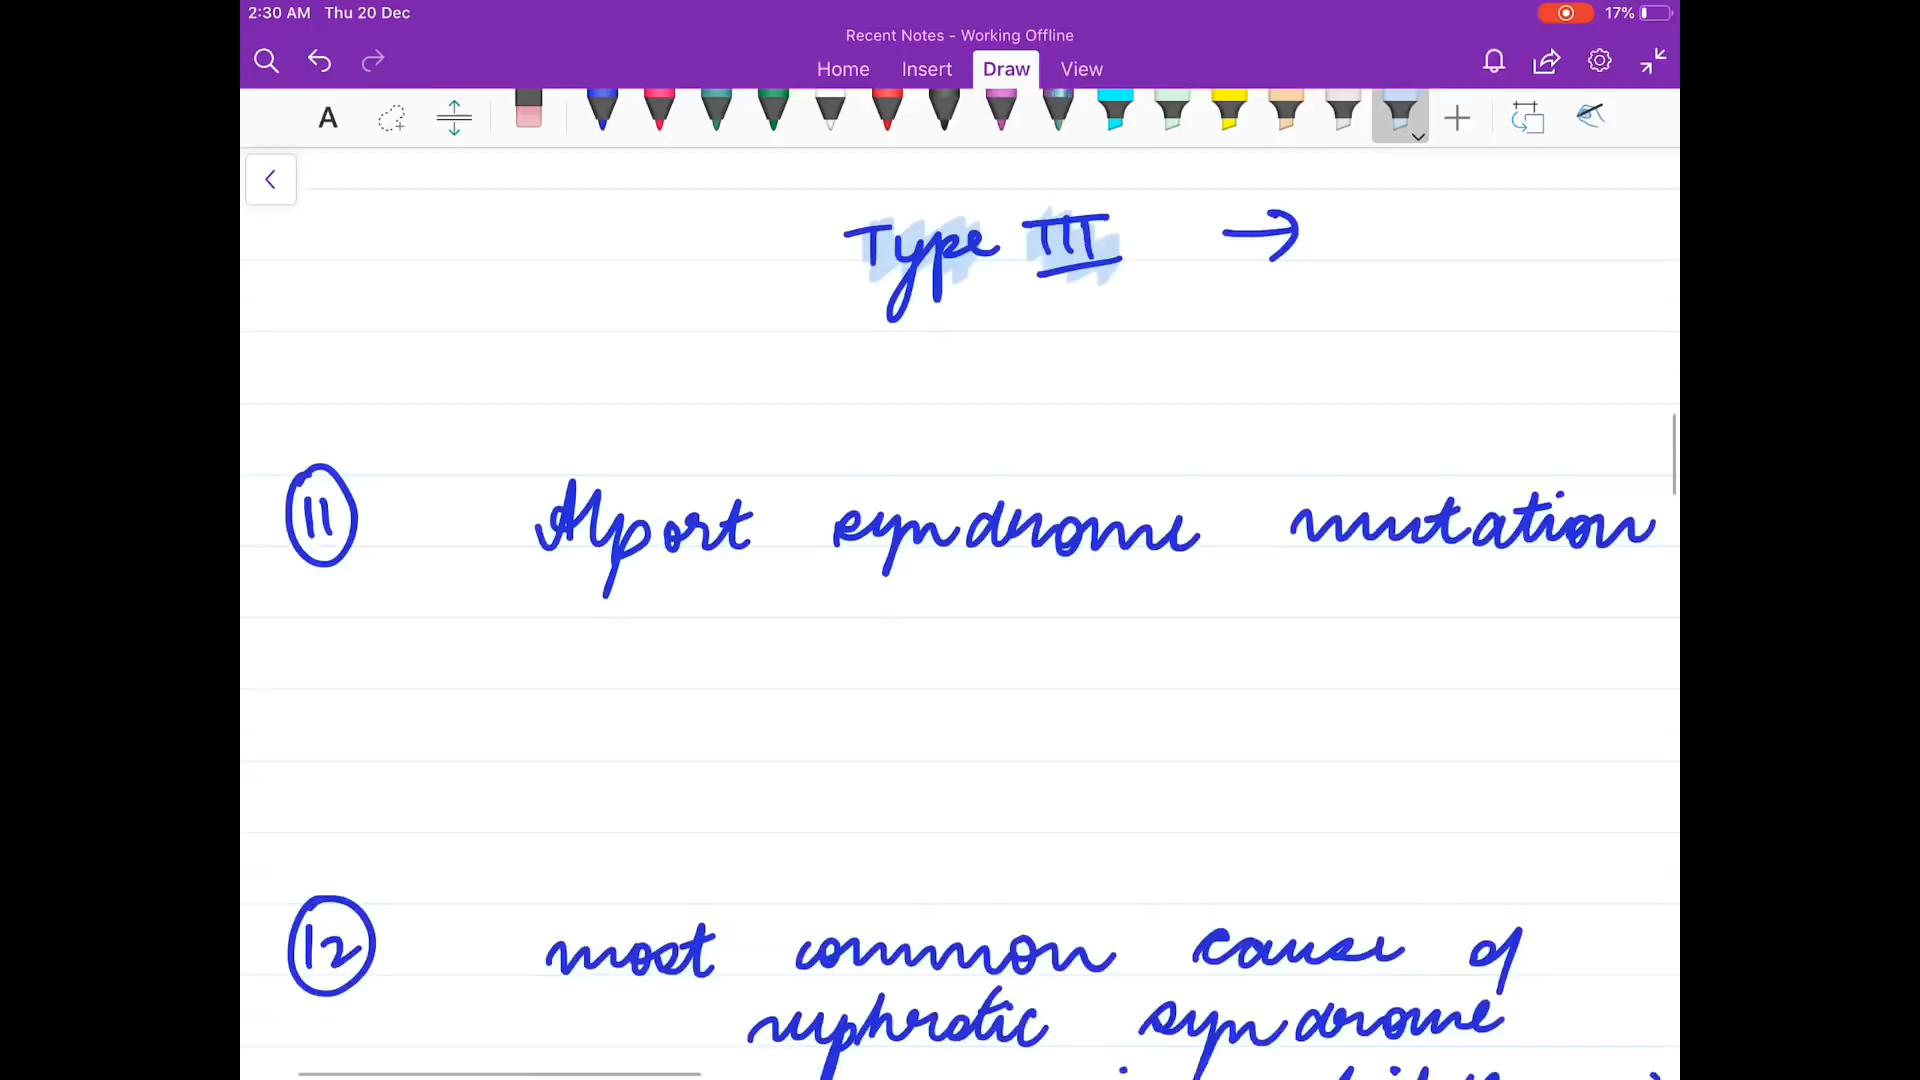 2:30 AM Thu 20 Dec
17%
Recent Notes - Working Offline
Home Insert Draw View
A
Type III →
11 Alport syndrome mutation
12 most common cause of
nephrotic syndrome
in